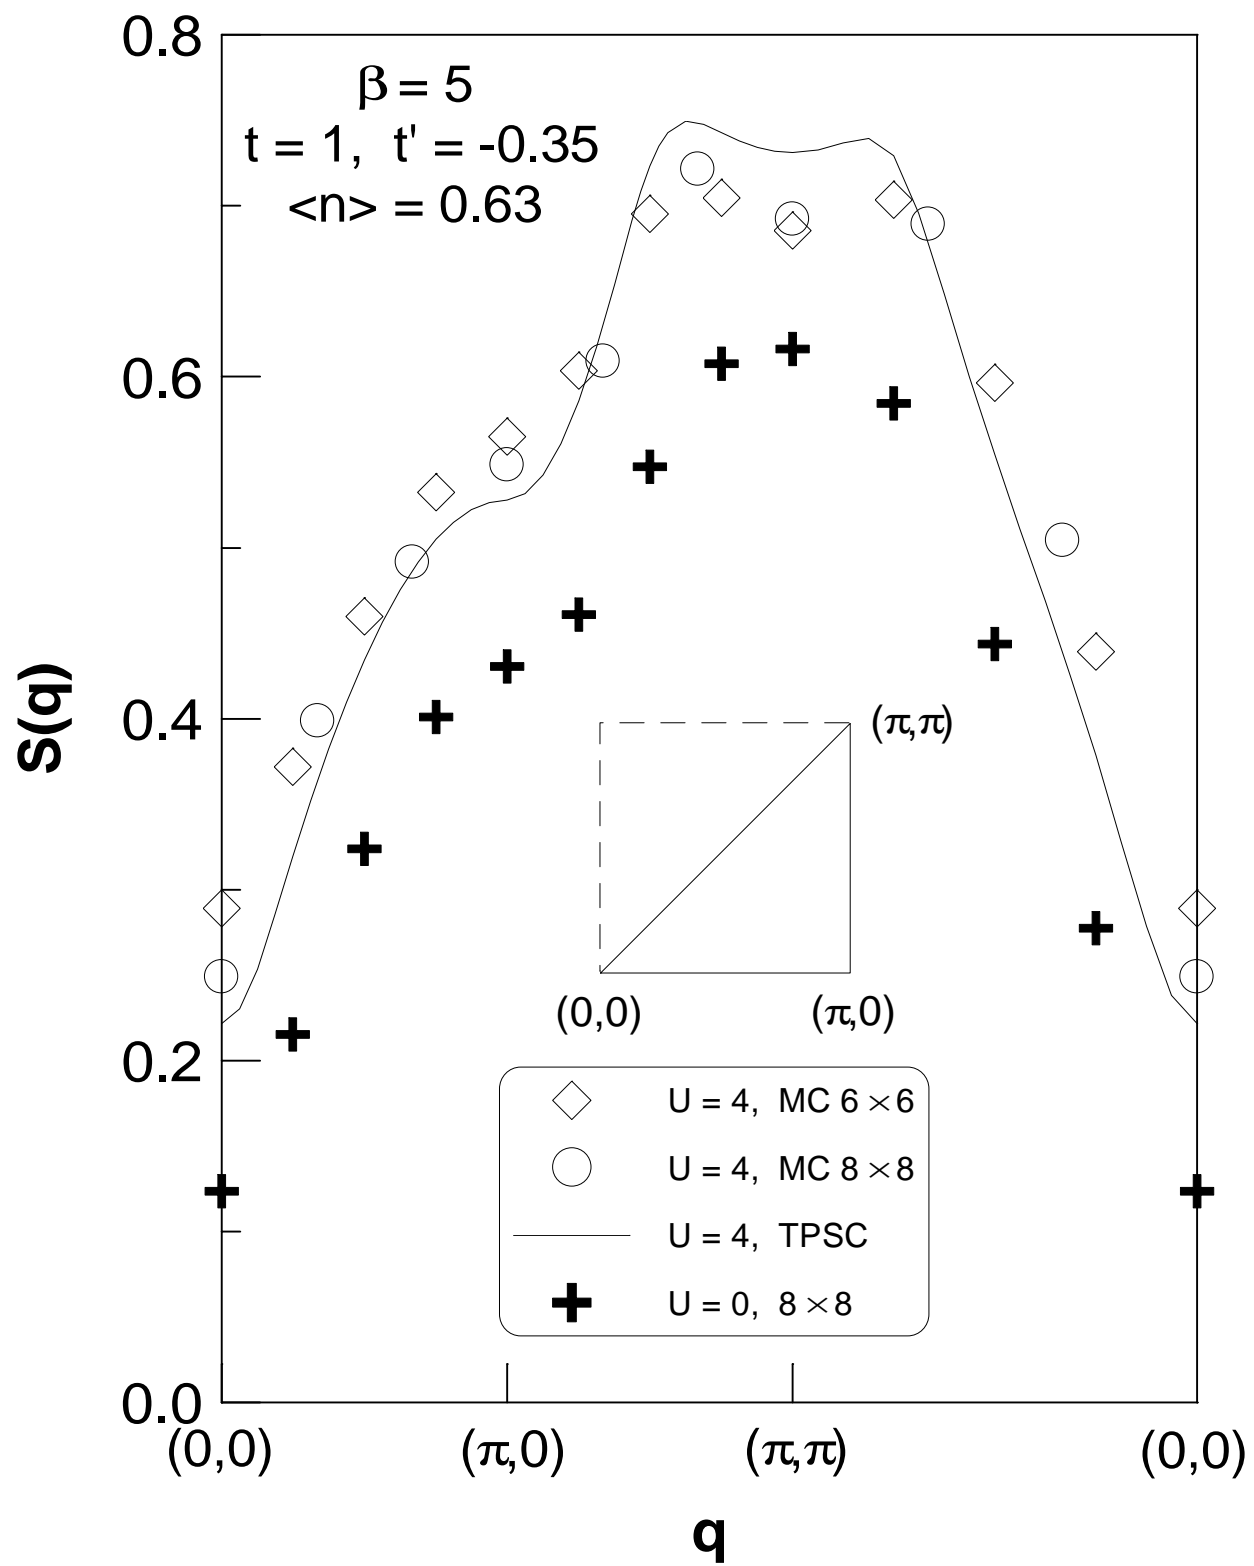 0.8
β = 5
t = 1, t' = -0.35
<n> = 0.63
0.6
S(q)
0.4
(π,π)
(0,0)
(π,0)
0.2
U = 4, MC 6 × 6
U = 4, MC 8 × 8
U = 4, TPSC
U = 0, 8 × 8
0.0
(0,0)
(π,0)
(π,π)
(0,0)
q